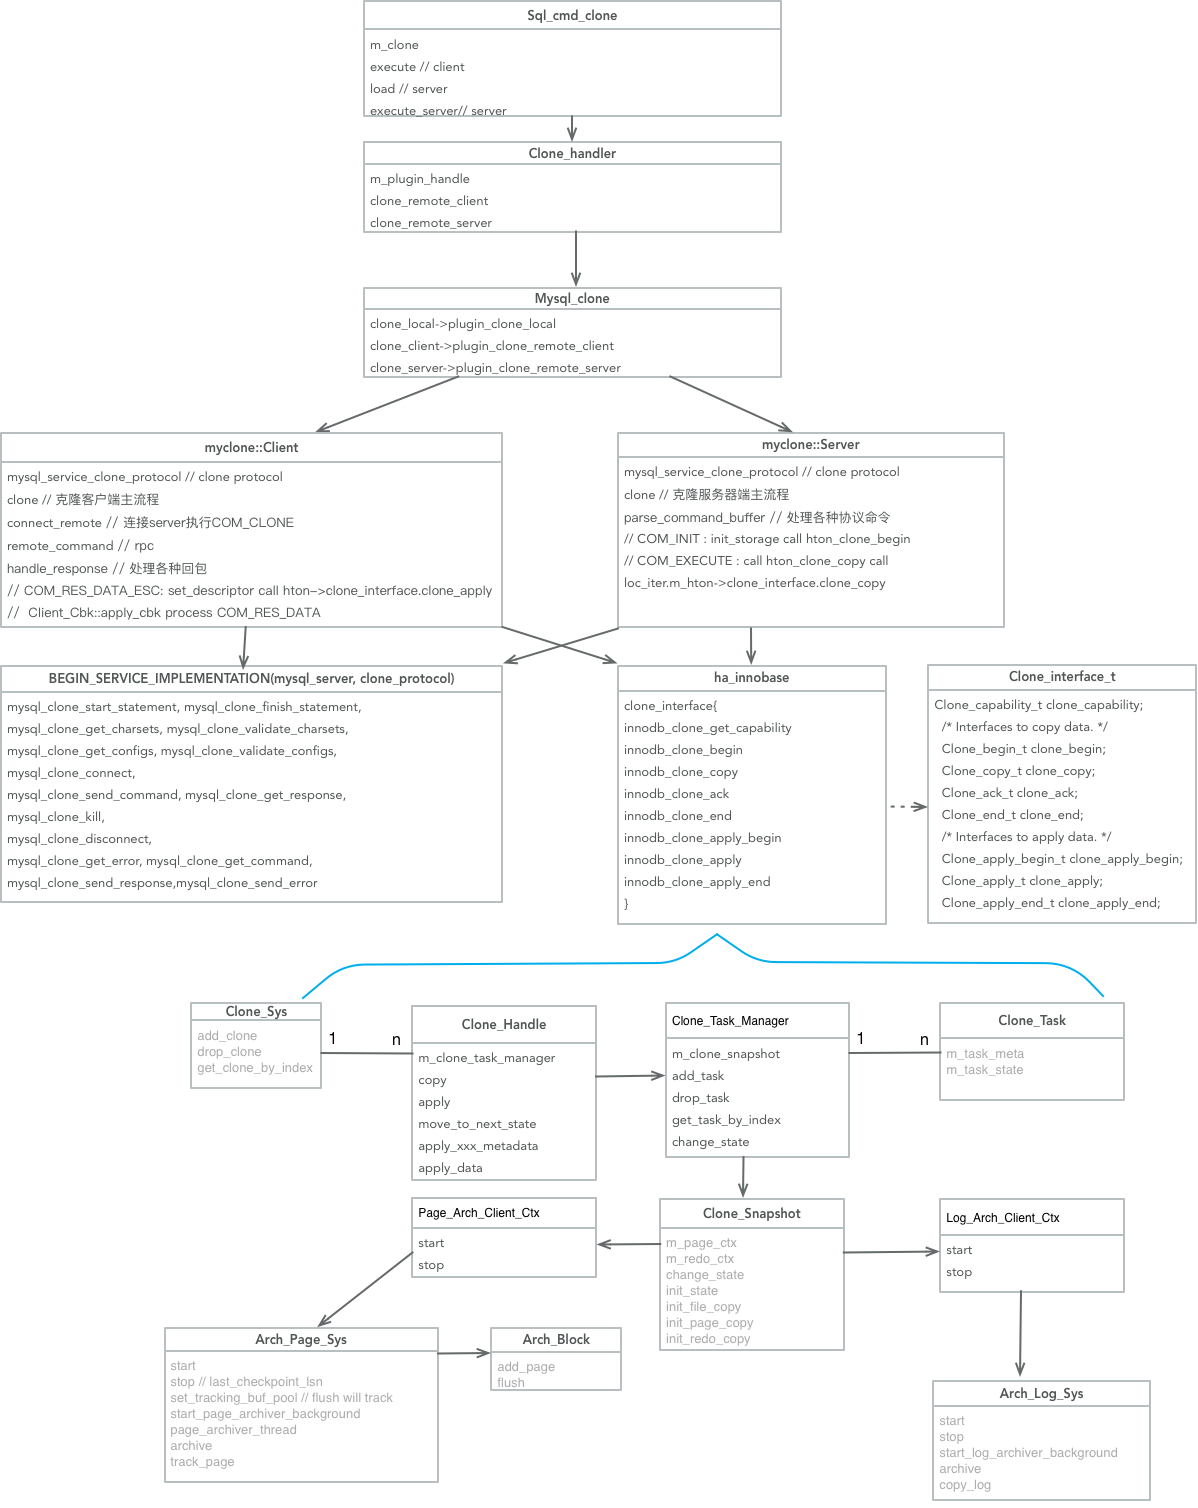 Sql_cmd_clone
m_clone
execute // client
load // server
execute_server// server
Clone_handler
m_plugin_handle
clone_remote_client
clone_remote_server
Mysql_clone
clone_local->plugin_clone_local
clone_client->plugin_clone_remote_client
clone_server->plugin_clone_remote_server
myclone::Client
mysql_service_clone_protocol // clone protocol
clone // 克隆客户端主流程
connect_remote // 连接server执行COM_CLONE
remote_command // rpc
handle_response // 处理各种回包
// COM_RES_DATA_ESC: set_descriptor call hton->clone_interface.clone_apply
// Client_Cbk::apply_cbk process COM_RES_DATA
myclone::Server
mysql_service_clone_protocol // clone protocol
clone // 克隆服务器端主流程
parse_command_buffer // 处理各种协议命令
// COM_INIT : init_storage call hton_clone_begin
// COM_EXECUTE : call hton_clone_copy call
loc_iter.m_hton->clone_interface.clone_copy
BEGIN_SERVICE_IMPLEMENTATION(mysql_server, clone_protocol)
mysql_clone_start_statement, mysql_clone_finish_statement,
mysql_clone_get_charsets, mysql_clone_validate_charsets,
mysql_clone_get_configs, mysql_clone_validate_configs,
mysql_clone_connect,
mysql_clone_send_command, mysql_clone_get_response,
mysql_clone_kill,
mysql_clone_disconnect,
mysql_clone_get_error, mysql_clone_get_command,
mysql_clone_send_response,mysql_clone_send_error
ha_innobase
clone_interface{
innodb_clone_get_capability
innodb_clone_begin
innodb_clone_copy
innodb_clone_ack
innodb_clone_end
innodb_clone_apply_begin
innodb_clone_apply
innodb_clone_apply_end
}
Clone_interface_t
Clone_capability_t clone_capability;
/* Interfaces to copy data. */
Clone_begin_t clone_begin;
Clone_copy_t clone_copy;
Clone_ack_t clone_ack;
Clone_end_t clone_end;
/* Interfaces to apply data. */
Clone_apply_begin_t clone_apply_begin;
Clone_apply_t clone_apply;
Clone_apply_end_t clone_apply_end;
Clone_Sys
add_clone
drop_clone
get_clone_by_index
1
n
Clone_Handle
m_clone_task_manager
copy
apply
move_to_next_state
apply_xxx_metadata
apply_data
Clone_Task_Manager
m_clone_snapshot
add_task
drop_task
get_task_by_index
change_state
1
n
Clone_Task
m_task_meta
m_task_state
Page_Arch_Client_Ctx
start
stop
Clone_Snapshot
m_page_ctx
m_redo_ctx
change_state
init_state
init_file_copy
init_page_copy
init_redo_copy
Log_Arch_Client_Ctx
start
stop
Arch_Page_Sys
start
stop // last_checkpoint_lsn
set_tracking_buf_pool // flush will track
start_page_archiver_background
page_archiver_thread
archive
track_page
Arch_Block
add_page
flush
Arch_Log_Sys
start
stop
start_log_archiver_background
archive
copy_log